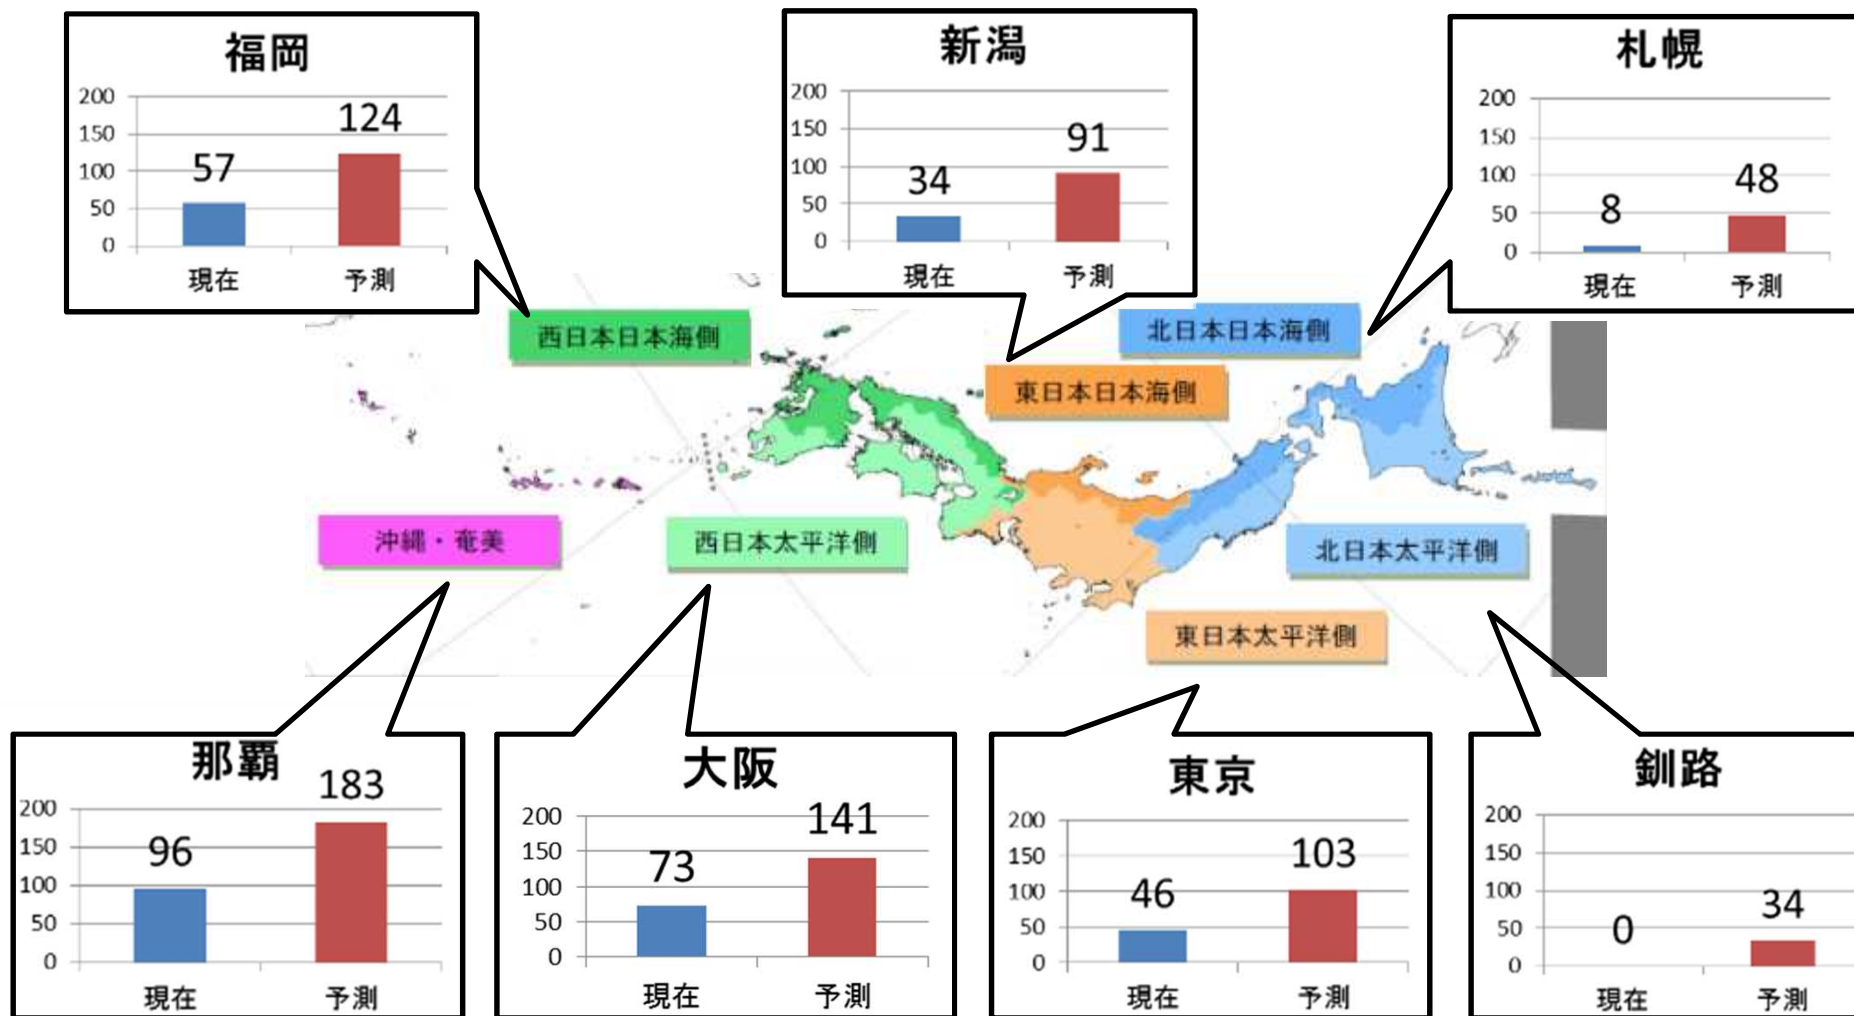 福岡
200
150
100
50
0
57
124
現在
予測
新潟
200
150
100
50
0
34
91
現在
予測
札幌
200
150
100
50
0
8
48
現在
予測
西日本日本海側
北日本日本海側
東日本日本海側
沖縄・奄美
西日本太平洋側
北日本太平洋側
東日本太平洋側
那覇
200
150
100
50
0
96
183
現在
予測
大阪
200
150
100
50
0
73
141
現在
予測
東京
200
150
100
50
0
46
103
現在
予測
釧路
200
150
100
50
0
0
34
現在
予測